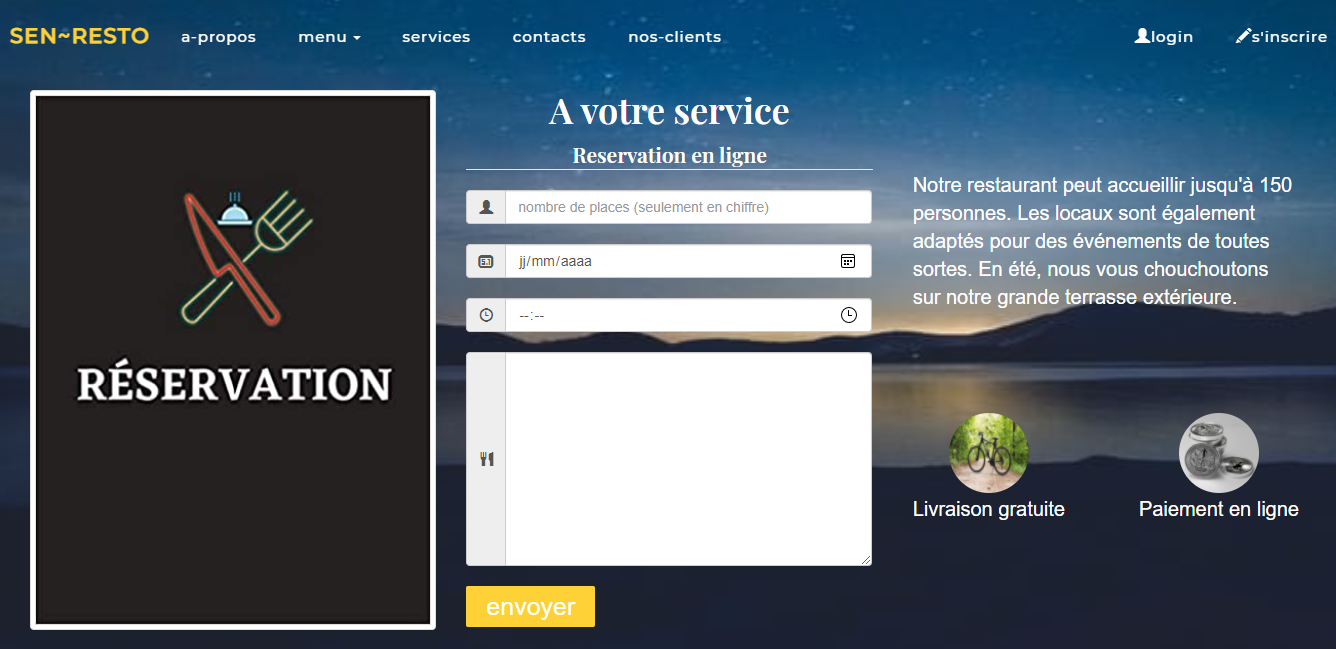 SEN~RESTO a-propos menu services contacts nos-clients login s'inscrire
RÉSERVATION
A votre service
Reservation en ligne
nombre de places (seulement en chiffre)
jj/mm/aaaa
--:--
envoyer
Notre restaurant peut accueillir jusqu'à 150
personnes. Les locaux sont également
adaptés pour des événements de toutes
sortes. En été, nous vous chouchoutons
sur notre grande terrasse extérieure.
Livraison gratuite
Paiement en ligne